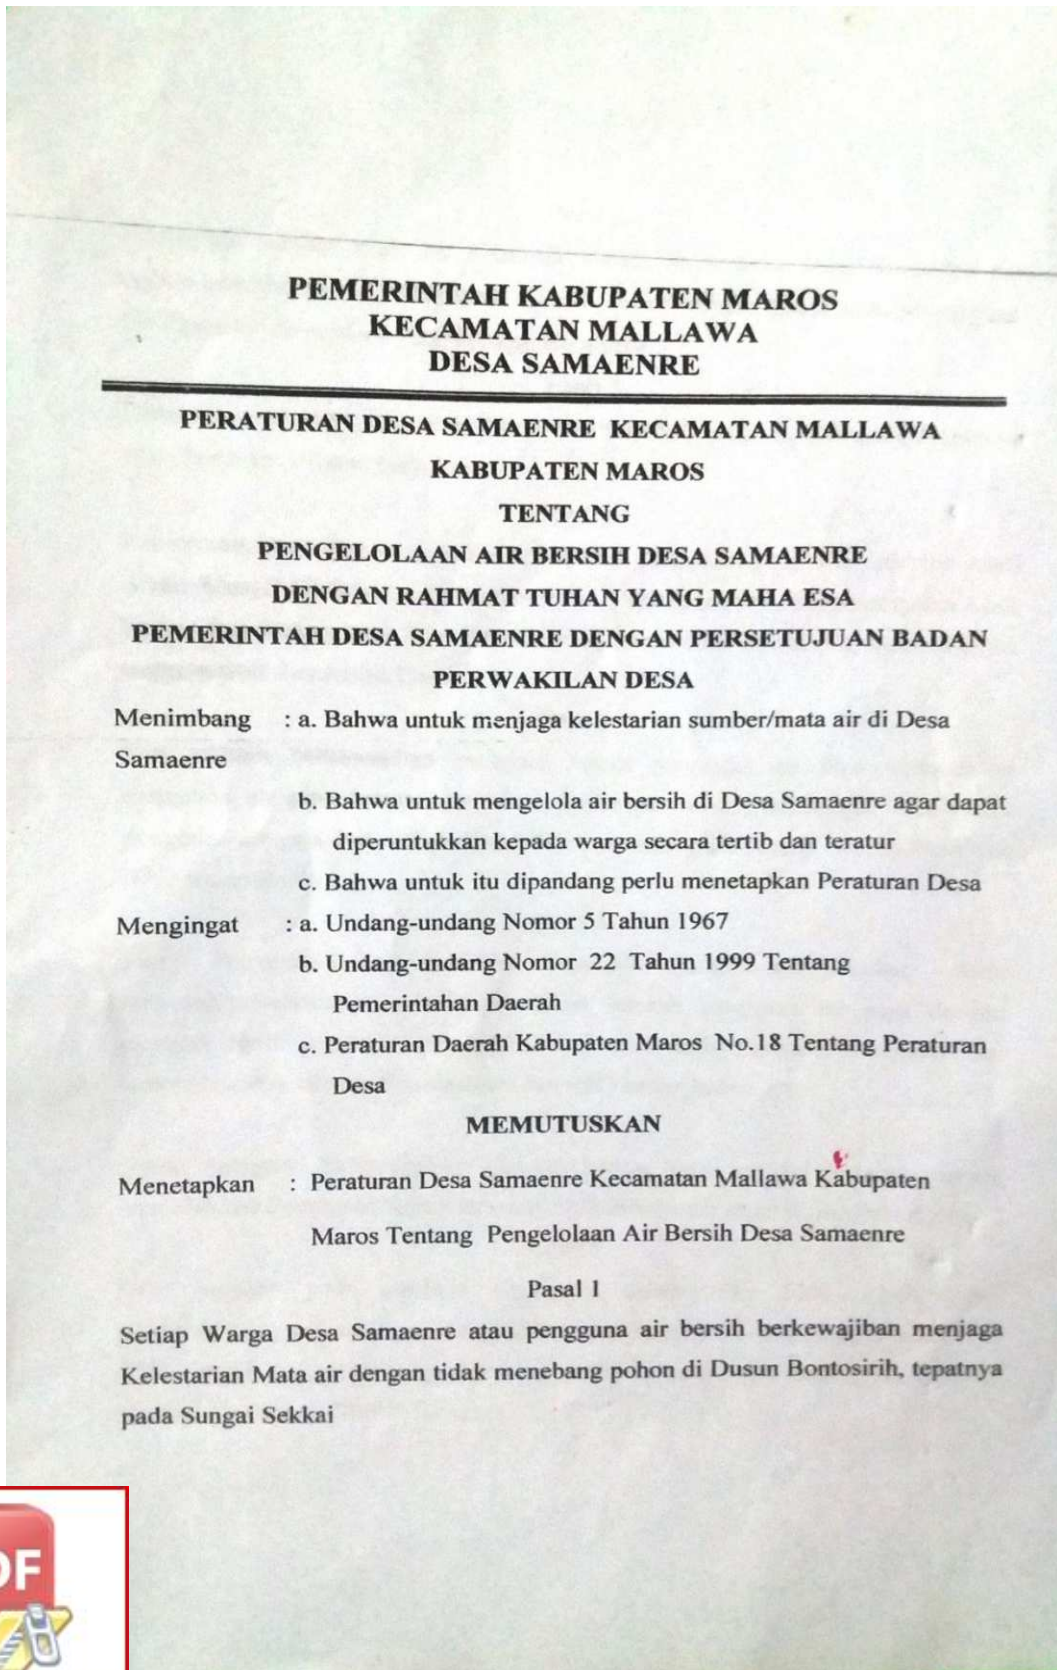 PEMERINTAH KABUPATEN MAROS
KECAMATAN MALLAWA
DESA SAMAENRE
PERATURAN DESA SAMAENRE KECAMATAN MALLAWA
KABUPATEN MAROS
TENTANG
PENGELOLAAN AIR BERSIH DESA SAMAENRE
DENGAN RAHMAT TUHAN YANG MAHA ESA
PEMERINTAH DESA SAMAENRE DENGAN PERSETUJUAN BADAN
PERWAKILAN DESA
Menimbang : a. Bahwa untuk menjaga kelestarian sumber/mata air di Desa
Samaenre
b. Bahwa untuk mengelola air bersih di Desa Samaenre agar dapat
diperuntukkan kepada warga secara tertib dan teratur
c. Bahwa untuk itu dipandang perlu menetapkan Peraturan Desa
Mengingat : a. Undang-undang Nomor 5 Tahun 1967
b. Undang-undang Nomor 22 Tahun 1999 Tentang
Pemerintahan Daerah
c. Peraturan Daerah Kabupaten Maros No.18 Tentang Peraturan
Desa
MEMUTUSKAN
Menetapkan : Peraturan Desa Samaenre Kecamatan Mallawa Kabupaten
Maros Tentang Pengelolaan Air Bersih Desa Samaenre
Pasal 1
Setiap Warga Desa Samaenre atau pengguna air bersih berkewajiban menjaga
Kelestarian Mata air dengan tidak menebang pohon di Dusun Bontosirih, tepatnya
pada Sungai Sekkai